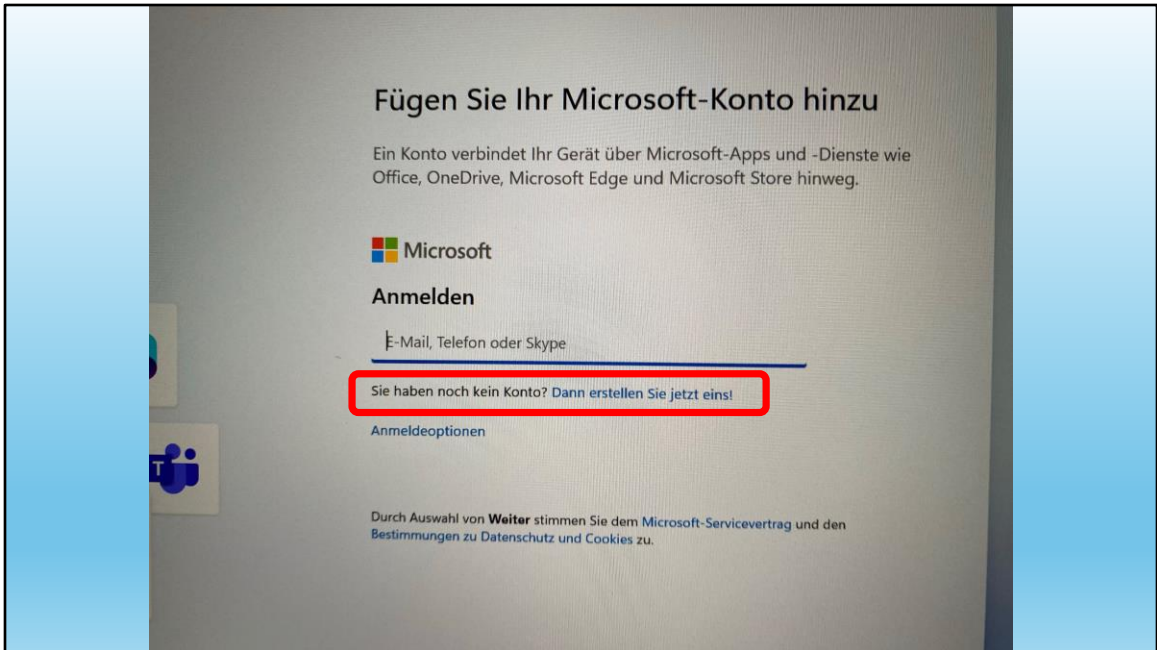 Fügen Sie Ihr Microsoft-Konto hinzu
Ein Konto verbindet Ihr Gerät über Microsoft-Apps und -Dienste wie
Office, OneDrive, Microsoft Edge und Microsoft Store hinweg.
Microsoft
Anmelden
E-Mail, Telefon oder Skype
Sie haben noch kein Konto? Dann erstellen Sie jetzt eins!
Anmeldeoptionen
T
Durch Auswahl von Weiter stimmen Sie dem Microsoft-Servicevertrag und den
Bestimmungen zu Datenschutz und Cookies zu.